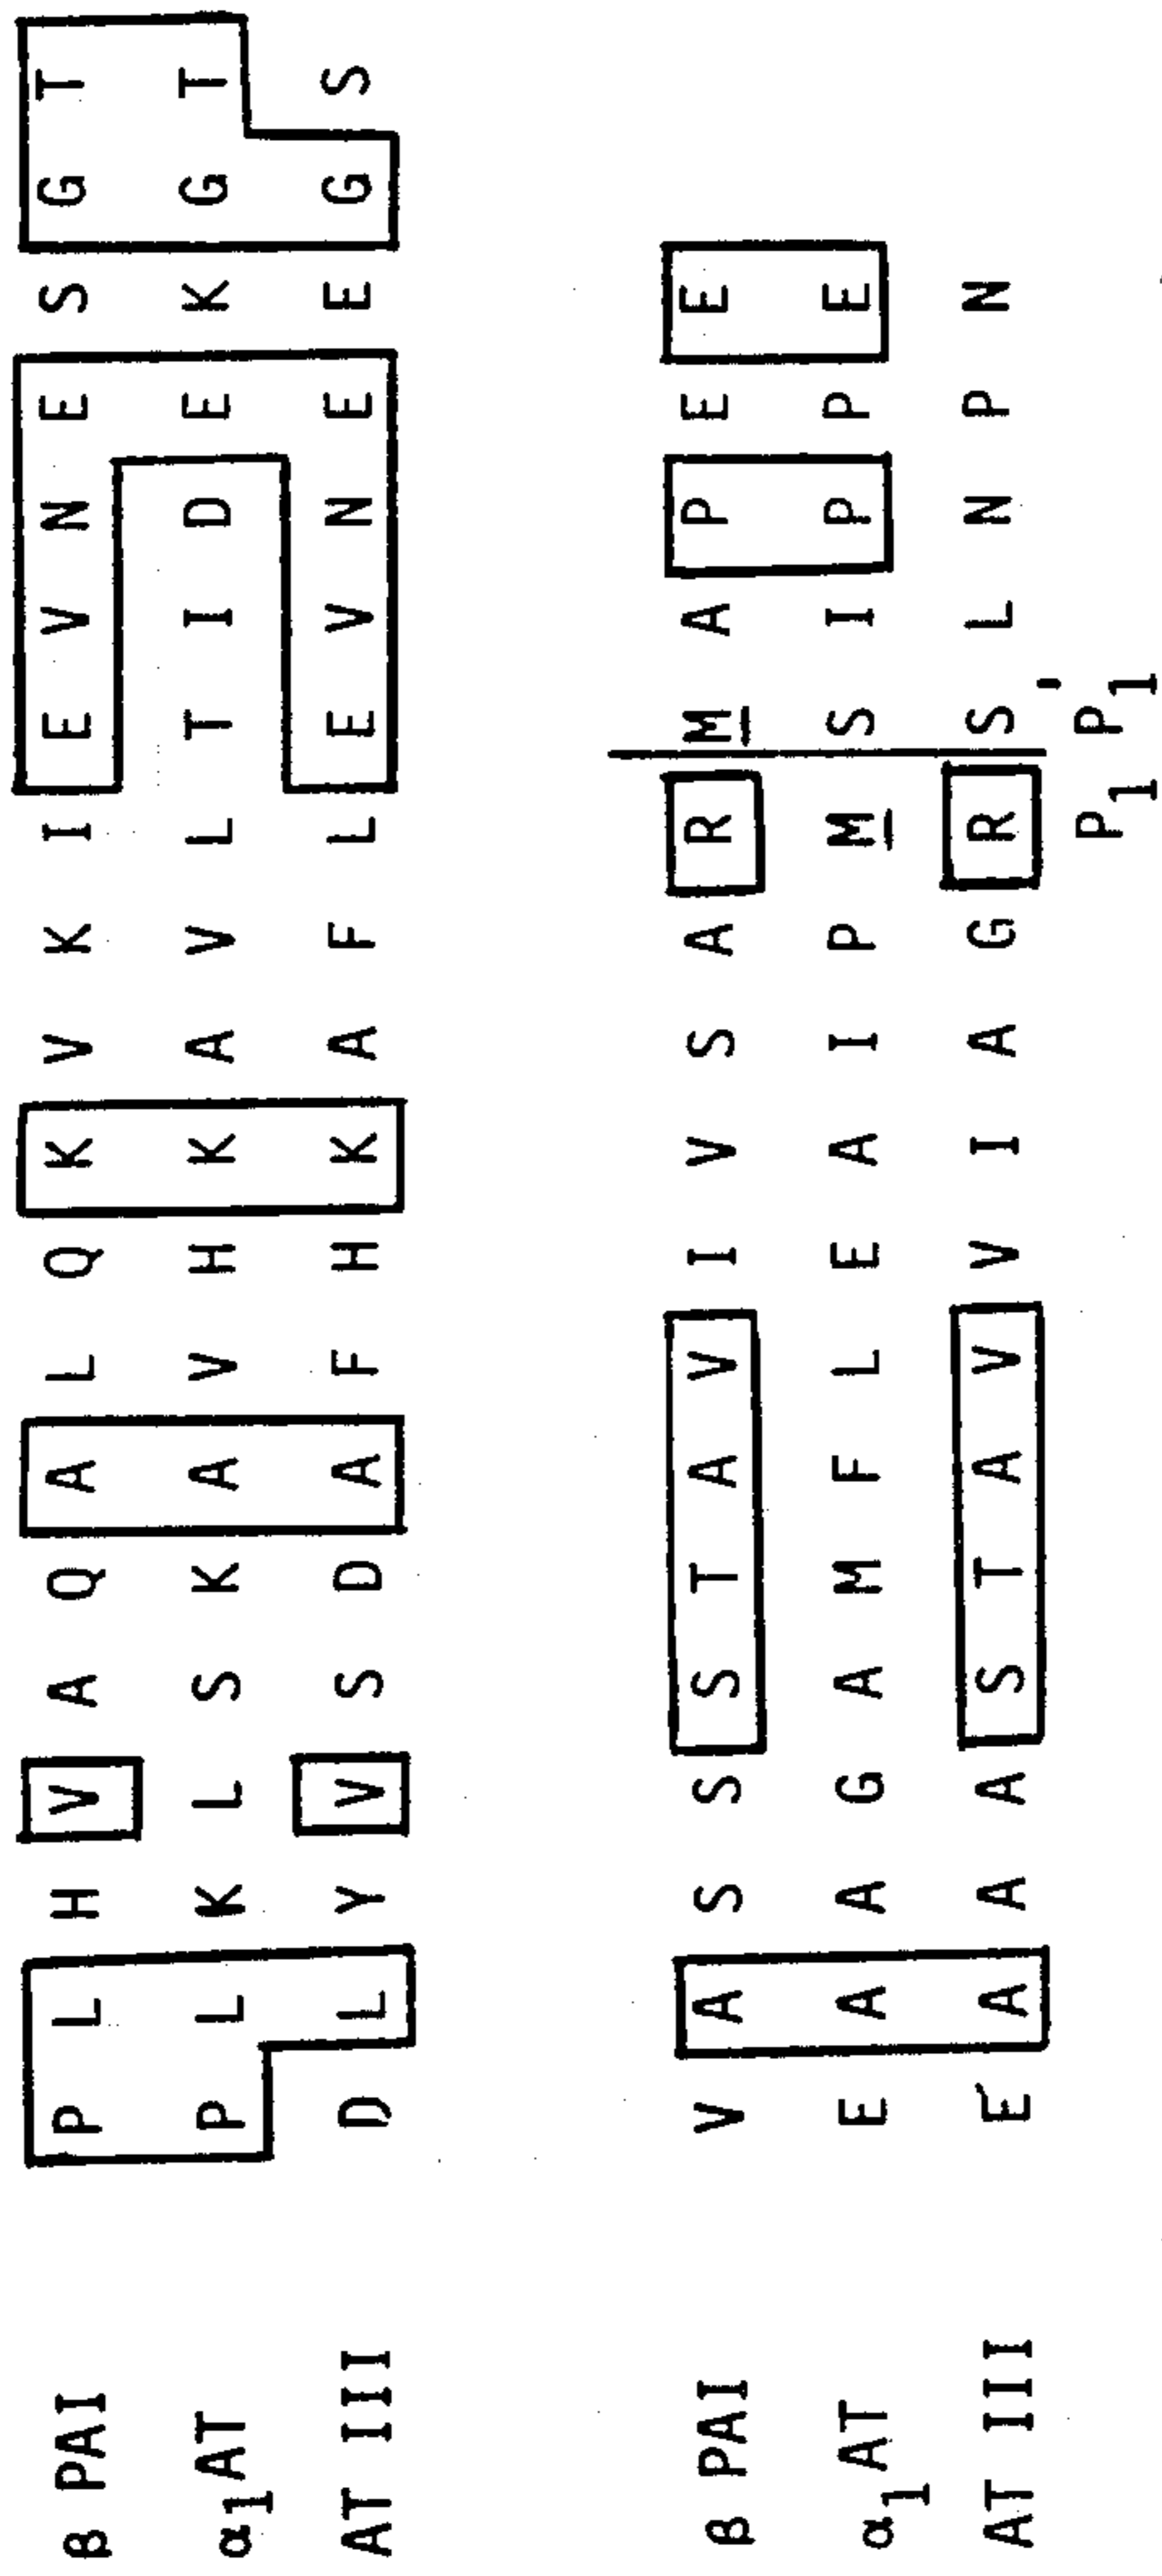 β PAI P L H V A Q A L Q K V K I E V N E S G T
α₁AT P L K L S K A V H K A V L T I D E K G T
AT III D L Y V S D A F H K A F L E V N E E G S
β PAI V A S S S T A V I V S A R M A P E E
α₁AT E A A G A M F L E A I P M S I P P E
AT III E A A A S T A V V I A G R S L N P N
P₁ P₁'